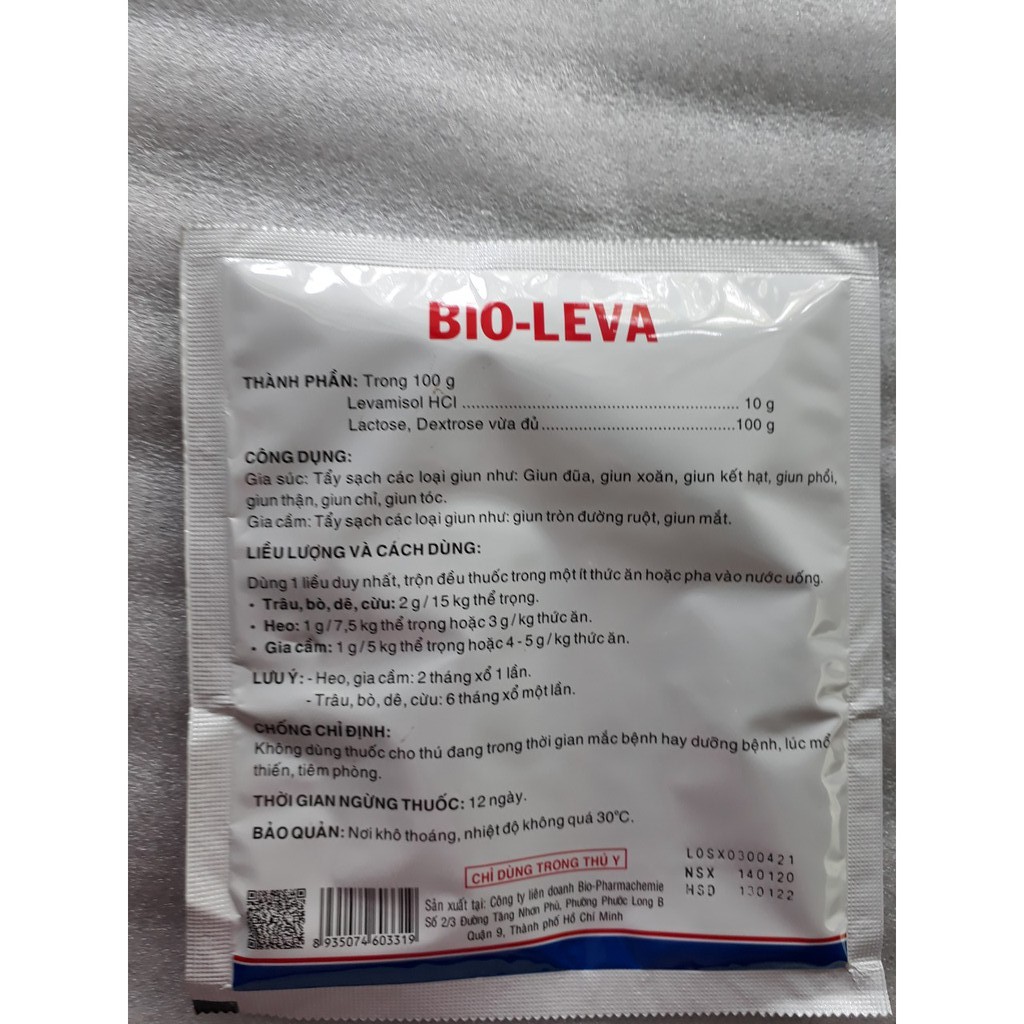 BIO-LEVA
THÀNH PHẦN: Trong 100 g
Levamisol HCl ............................................................ 10 g
Lactose, Dextrose vừa đủ..........................................100 g
CÔNG DỤNG:
Gia súc: Tẩy sạch các loại giun như: Giun đũa, giun xoăn, giun kết hạt, giun phổi,
giun thận, giun chỉ, giun tóc.
Gia cầm: Tẩy sạch các loại giun như: giun tròn đường ruột, giun mắt.
LIỀU LƯỢNG VÀ CÁCH DÙNG:
Dùng 1 liều duy nhất, trộn đều thuốc trong một ít thức ăn hoặc pha vào nước uống.
• Trâu, bò, dê, cừu: 2 g / 15 kg thể trọng.
• Heo: 1 g / 7,5 kg thể trọng hoặc 3 g / kg thức ăn.
• Gia cầm: 1 g / 5 kg thể trọng hoặc 4 - 5 g / kg thức ăn.
LƯU Ý: - Heo, gia cầm: 2 tháng xổ 1 lần.
- Trâu, bò, dê, cừu: 6 tháng xổ một lần.
CHỐNG CHỈ ĐỊNH:
Không dùng thuốc cho thú đang trong thời gian mắc bệnh hay dưỡng bệnh, lúc mổ
thiến, tiêm phòng.
THỜI GIAN NGỪNG THUỐC: 12 ngày.
BẢO QUẢN: Nơi khô thoáng, nhiệt độ không quá 30°C.
CHỈ DÙNG TRONG THÚ Y
LOSX0300421
NSX 140120
HSD 130122
Sản xuất tại: Công ty liên doanh Bio-Pharmachemie
Số 2/3 Đường Tăng Nhơn Phú, Phường Phước Long B
Quận 9, Thành phố Hồ Chí Minh
8 935074 603319